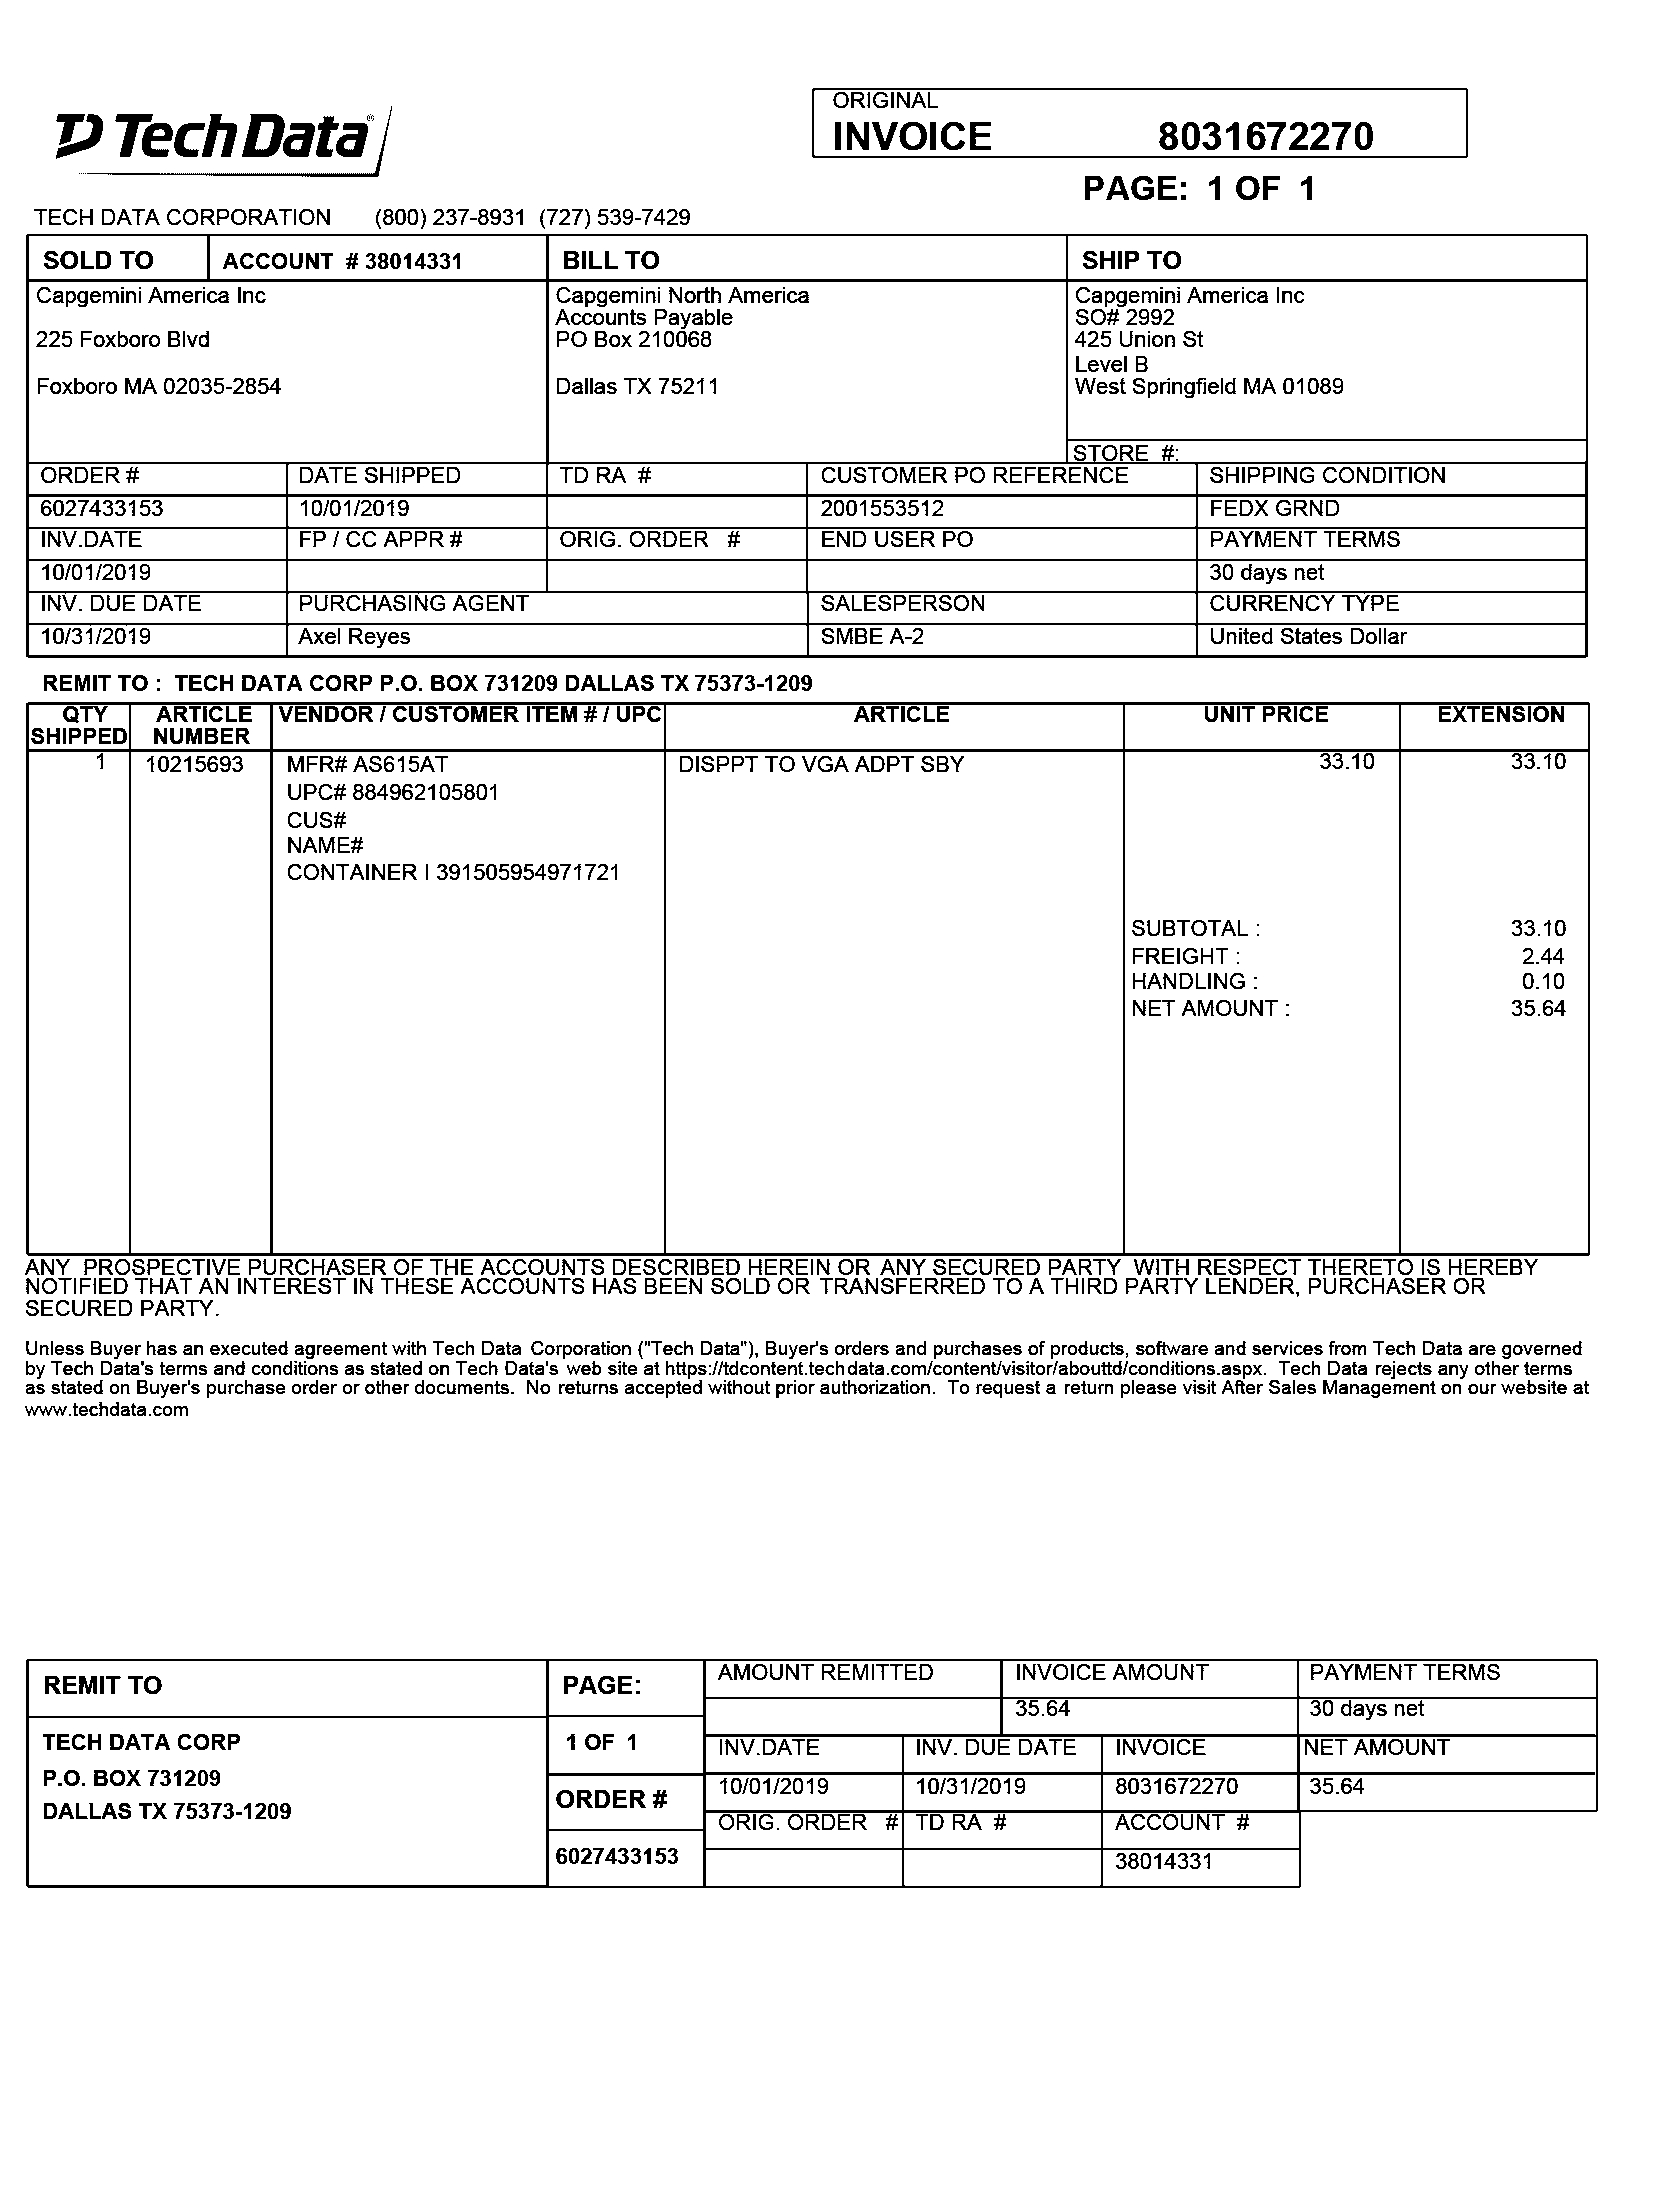 TD TechData®
ORIGINAL
INVOICE 8031672270
PAGE: 1 OF 1
TECH DATA CORPORATION (800) 237-8931 (727) 539-7429
SOLD TO ACCOUNT # 38014331 BILL TO SHIP TO
Capgemini America Inc Capgemini North America Capgemini America Inc
Accounts Payable SO# 2992
225 Foxboro Blvd PO Box 210068 425 Union St
Level B
Foxboro MA 02035-2854 Dallas TX 75211 West Springfield MA 01089
STORE #:
ORDER # DATE SHIPPED TD RA # CUSTOMER PO REFERENCE SHIPPING CONDITION
6027433153 10/01/2019 2001553512 FEDX GRND
INV.DATE FP / CC APPR # ORIG. ORDER # END USER PO PAYMENT TERMS
10/01/2019 30 days net
INV. DUE DATE PURCHASING AGENT SALESPERSON CURRENCY TYPE
10/31/2019 Axel Reyes SMBE A-2 United States Dollar
REMIT TO : TECH DATA CORP P.O. BOX 731209 DALLAS TX 75373-1209
QTY ARTICLE VENDOR / CUSTOMER ITEM # / UPC ARTICLE UNIT PRICE EXTENSION
SHIPPED NUMBER
1 10215693 MFR# AS615AT DISPPT TO VGA ADPT SBY 33.10 33.10
UPC# 884962105801
CUS#
NAME#
CONTAINER I 391505954971721
SUBTOTAL : 33.10
FREIGHT : 2.44
HANDLING : 0.10
NET AMOUNT : 35.64
ANY PROSPECTIVE PURCHASER OF THE ACCOUNTS DESCRIBED HEREIN OR ANY SECURED PARTY WITH RESPECT THERETO IS HEREBY
NOTIFIED THAT AN INTEREST IN THESE ACCOUNTS HAS BEEN SOLD OR TRANSFERRED TO A THIRD PARTY LENDER, PURCHASER OR
SECURED PARTY.
Unless Buyer has an executed agreement with Tech Data Corporation ("Tech Data"), Buyer's orders and purchases of products, software and services from Tech Data are governed
by Tech Data's terms and conditions as stated on Tech Data's web site at https://tdcontent.techdata.com/content/visitor/abouttd/conditions.aspx. Tech Data rejects any other terms
as stated on Buyer's purchase order or other documents. No returns accepted without prior authorization. To request a return please visit After Sales Management on our website at
www.techdata.com
REMIT TO PAGE: AMOUNT REMITTED INVOICE AMOUNT PAYMENT TERMS
35.64 30 days net
TECH DATA CORP 1 OF 1 INV.DATE INV. DUE DATE INVOICE NET AMOUNT
P.O. BOX 731209 10/01/2019 10/31/2019 8031672270 35.64
DALLAS TX 75373-1209 ORDER # ORIG. ORDER # TD RA # ACCOUNT #
6027433153 38014331